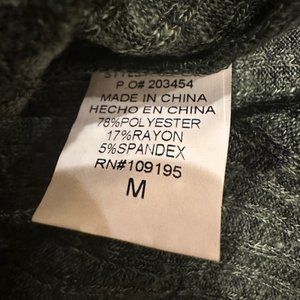 P.O# 203454
MADE IN CHINA
HECHO EN CHINA
78%POLYESTER
17%RAYON
5%SPANDEX
RN#109195
M